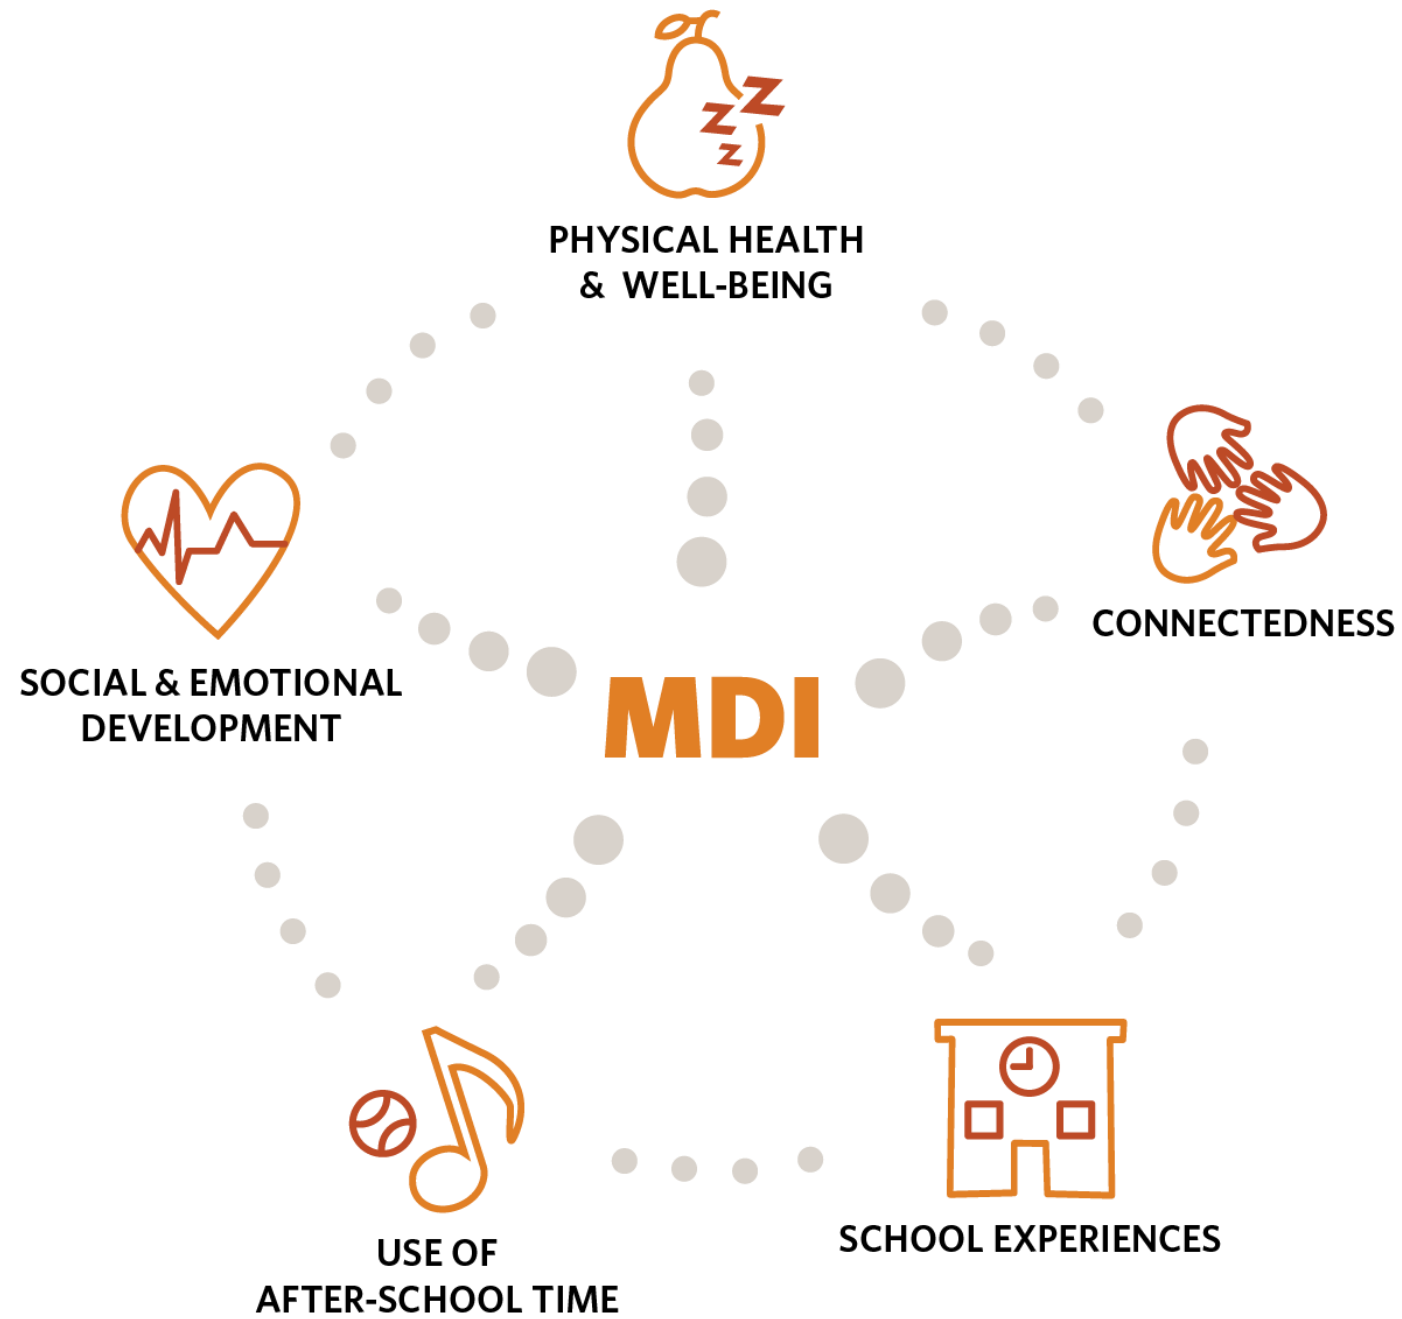 Z
Z
Z
PHYSICAL HEALTH
& WELL-BEING
CONNECTEDNESS
SOCIAL & EMOTIONAL
DEVELOPMENT
MDI
SCHOOL EXPERIENCES
USE OF
AFTER-SCHOOL TIME